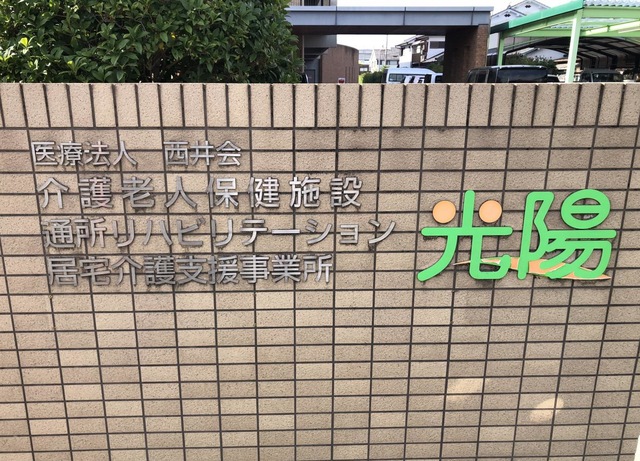 医療法人 西井会
介護老人保健施設
通所リハビリテーション
居宅介護支援事業所
光陽